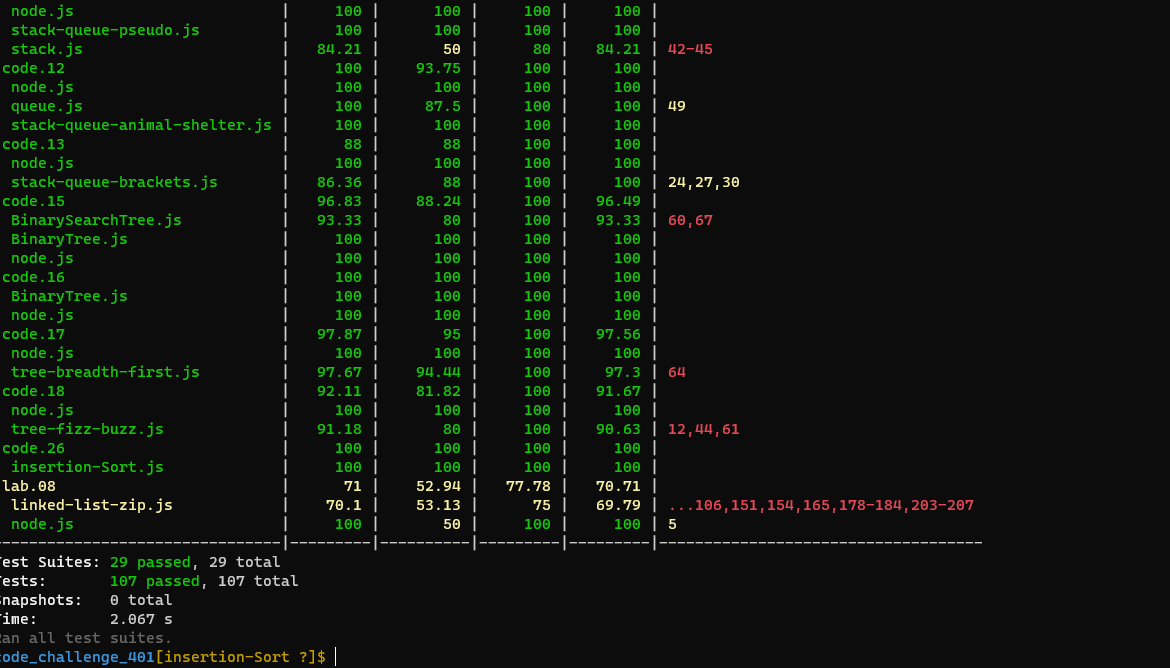 node.js | 100 | 100 | 100 | 100 |
stack-queue-pseudo.js | 100 | 100 | 100 | 100 |
stack.js | 84.21 | 50 | 80 | 84.21 | 42-45
code.12 | 100 | 93.75 | 100 | 100 |
node.js | 100 | 100 | 100 | 100 |
queue.js | 100 | 87.5 | 100 | 100 | 49
stack-queue-animal-shelter.js | 100 | 100 | 100 | 100 |
code.13 | 88 | 88 | 100 | 100 |
node.js | 100 | 100 | 100 | 100 |
stack-queue-brackets.js | 86.36 | 88 | 100 | 100 | 24,27,30
code.15 | 96.83 | 88.24 | 100 | 96.49 |
BinarySearchTree.js | 93.33 | 80 | 100 | 93.33 | 60,67
BinaryTree.js | 100 | 100 | 100 | 100 |
node.js | 100 | 100 | 100 | 100 |
code.16 | 100 | 100 | 100 | 100 |
BinaryTree.js | 100 | 100 | 100 | 100 |
node.js | 100 | 100 | 100 | 100 |
code.17 | 97.87 | 95 | 100 | 97.56 |
node.js | 100 | 100 | 100 | 100 |
tree-breadth-first.js | 97.67 | 94.44 | 100 | 97.3 | 64
code.18 | 92.11 | 81.82 | 100 | 91.67 |
node.js | 100 | 100 | 100 | 100 |
tree-fizz-buzz.js | 91.18 | 80 | 100 | 90.63 | 12,44,61
code.26 | 100 | 100 | 100 | 100 |
insertion-Sort.js | 100 | 100 | 100 | 100 |
lab.08 | 71 | 52.94 | 77.78 | 70.71 |
linked-list-zip.js | 70.1 | 53.13 | 75 | 69.79 | ...106,151,154,165,178-184,203-207
node.js | 100 | 50 | 100 | 100 | 5
-------------------------------|---------|----------|---------|---------|------------------------------------
Test Suites: 29 passed, 29 total
Tests: 107 passed, 107 total
Snapshots: 0 total
Time: 2.067 s
Ran all test suites.
code_challenge_401[insertion-Sort ?]$